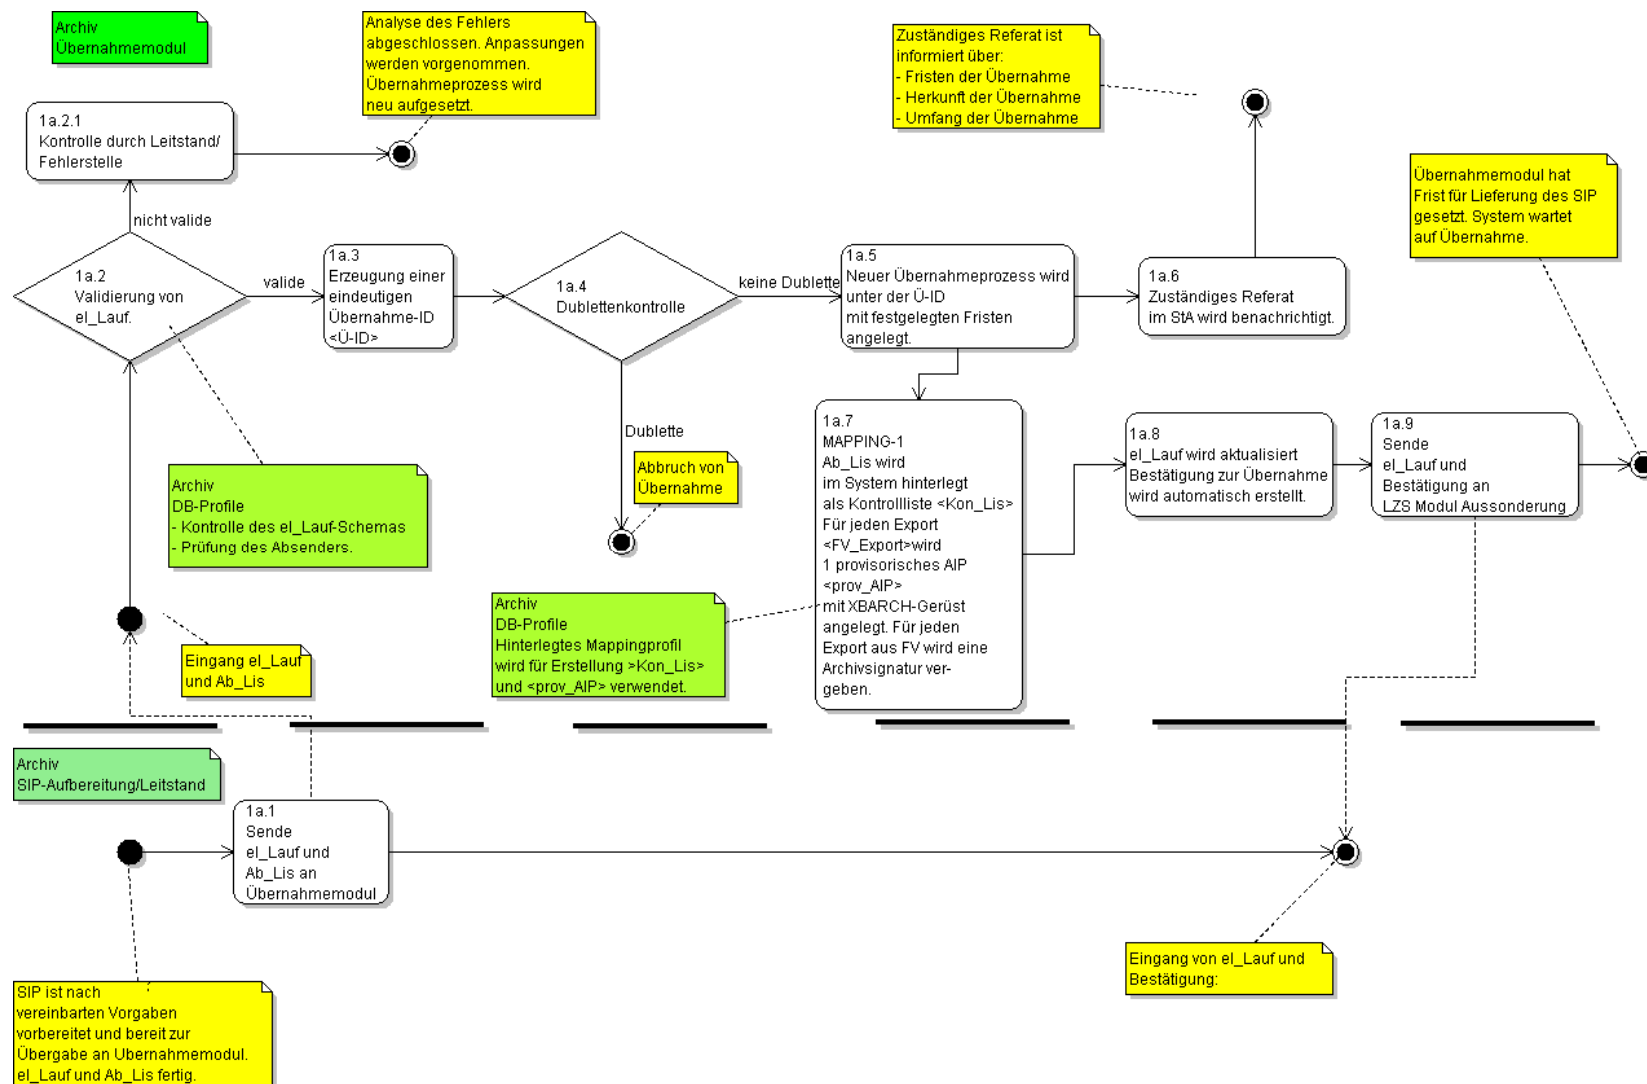 Archiv
Übernahmemodul
Analyse des Fehlers
abgeschlossen. Anpassungen
werden vorgenommen.
Übernahmeprozess wird
neu aufgesetzt.
Zuständiges Referat ist
informiert über:
- Fristen der Übernahme
- Herkunft der Übernahme
- Umfang der Übernahme
1a.2.1
Kontrolle durch Leitstand/
Fehlerstelle
Übernahmemodul hat
Frist für Lieferung des SIP
gesetzt. System wartet
auf Übernahme.
nicht valide
1a.2
Validierung von
el_Lauf.
valide
1a.3
Erzeugung einer
eindeutigen
Übernahme-ID
<Ü-ID>
1a.4
Dublettenkontrolle
keine Dublette
1a.5
Neuer Übernahmeprozess wird
unter der Ü-ID
mit festgelegten Fristen
angelegt.
1a.6
Zuständiges Referat
im StA wird benachrichtigt.
Dublette
Abbruch von
Übernahme
1a.7
MAPPING-1
Ab_Lis wird
im System hinterlegt
als Kontrollliste <Kon_Lis>
Für jeden Export
<FV_Export>wird
1 provisorisches AIP
<prov_AIP>
mit XBARCH-Gerüst
angelegt. Für jeden
Export aus FV wird eine
Archivsignatur ver-
geben.
1a.8
el_Lauf wird aktualisiert
Bestätigung zur Übernahme
wird automatisch erstellt.
1a.9
Sende
el_Lauf und
Bestätigung an
LZS Modul Aussonderung
Archiv
DB-Profile
- Kontrolle des el_Lauf-Schemas
- Prüfung des Absenders.
Archiv
DB-Profile
Hinterlegtes Mappingprofil
wird für Erstellung >Kon_Lis>
und <prov_AIP> verwendet.
Eingang el_Lauf
und Ab_Lis
Archiv
SIP-Aufbereitung/Leitstand
1a.1
Sende
el_Lauf und
Ab_Lis an
Übernahmemodul
Eingang von el_Lauf und
Bestätigung:
SIP ist nach
vereinbarten Vorgaben
vorbereitet und bereit zur
Übergabe an Ubernahmemodul.
el_Lauf und Ab_Lis fertig.